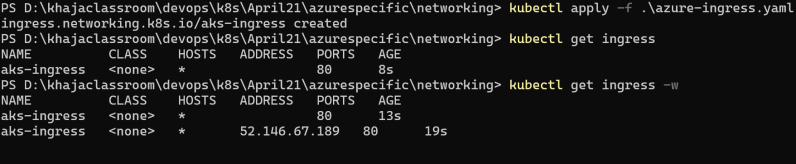 PS D:\khajaclassroom\devops\k8s\April21\azurespecific\networking> kubectl apply -f .\azure-ingress.yaml
ingress.networking.k8s.io/aks-ingress created
PS D:\khajaclassroom\devops\k8s\April21\azurespecific\networking> kubectl get ingress
NAME CLASS HOSTS ADDRESS PORTS AGE
aks-ingress <none> * 80 8s
PS D:\khajaclassroom\devops\k8s\April21\azurespecific\networking> kubectl get ingress -w
NAME CLASS HOSTS ADDRESS PORTS AGE
aks-ingress <none> * 80 13s
aks-ingress <none> * 52.146.67.189 80 19s